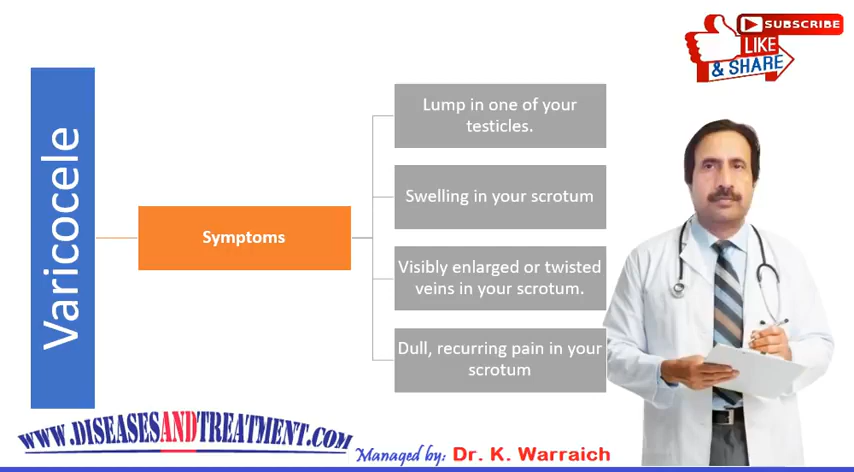 SUBSCRIBE
LIKE
& SHARE
Varicocele
Symptoms
Lump in one of your
testicles.
Swelling in your scrotum
Visibly enlarged or twisted
veins in your scrotum.
Dull, recurring pain in your
scrotum
WWW.DISEASESANDTREATMENT.COM
Managed by: Dr. K. Warraich